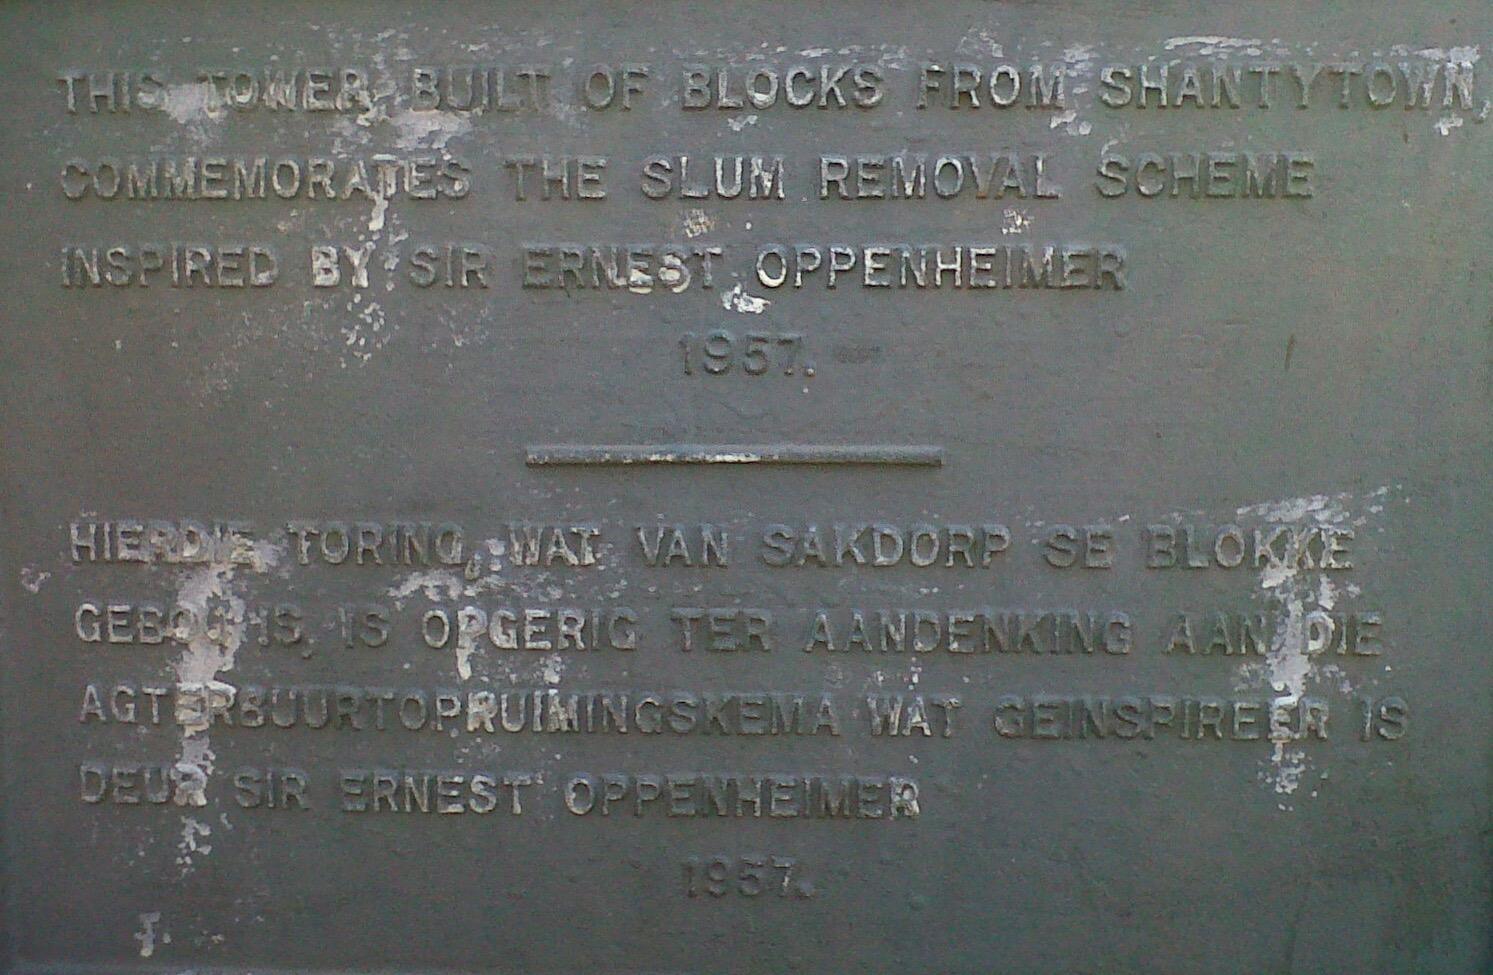 THIS TOWER BUILT OF BLOCKS FROM SHANTYTOWN,
COMMEMORATES THE SLUM REMOVAL SCHEME
INSPIRED BY SIR ERNEST OPPENHEIMER
1957.
HIERDIE TORING, WAT VAN SAKDORP SE BLOKKE
GEBOU IS, IS OPGERIG TER AANDENKING AAN DIE
AGTERBUURTOPRUIMINGSKEMA WAT GEINSPIREER IS
DEUR SIR ERNEST OPPENHEIMER
1957.